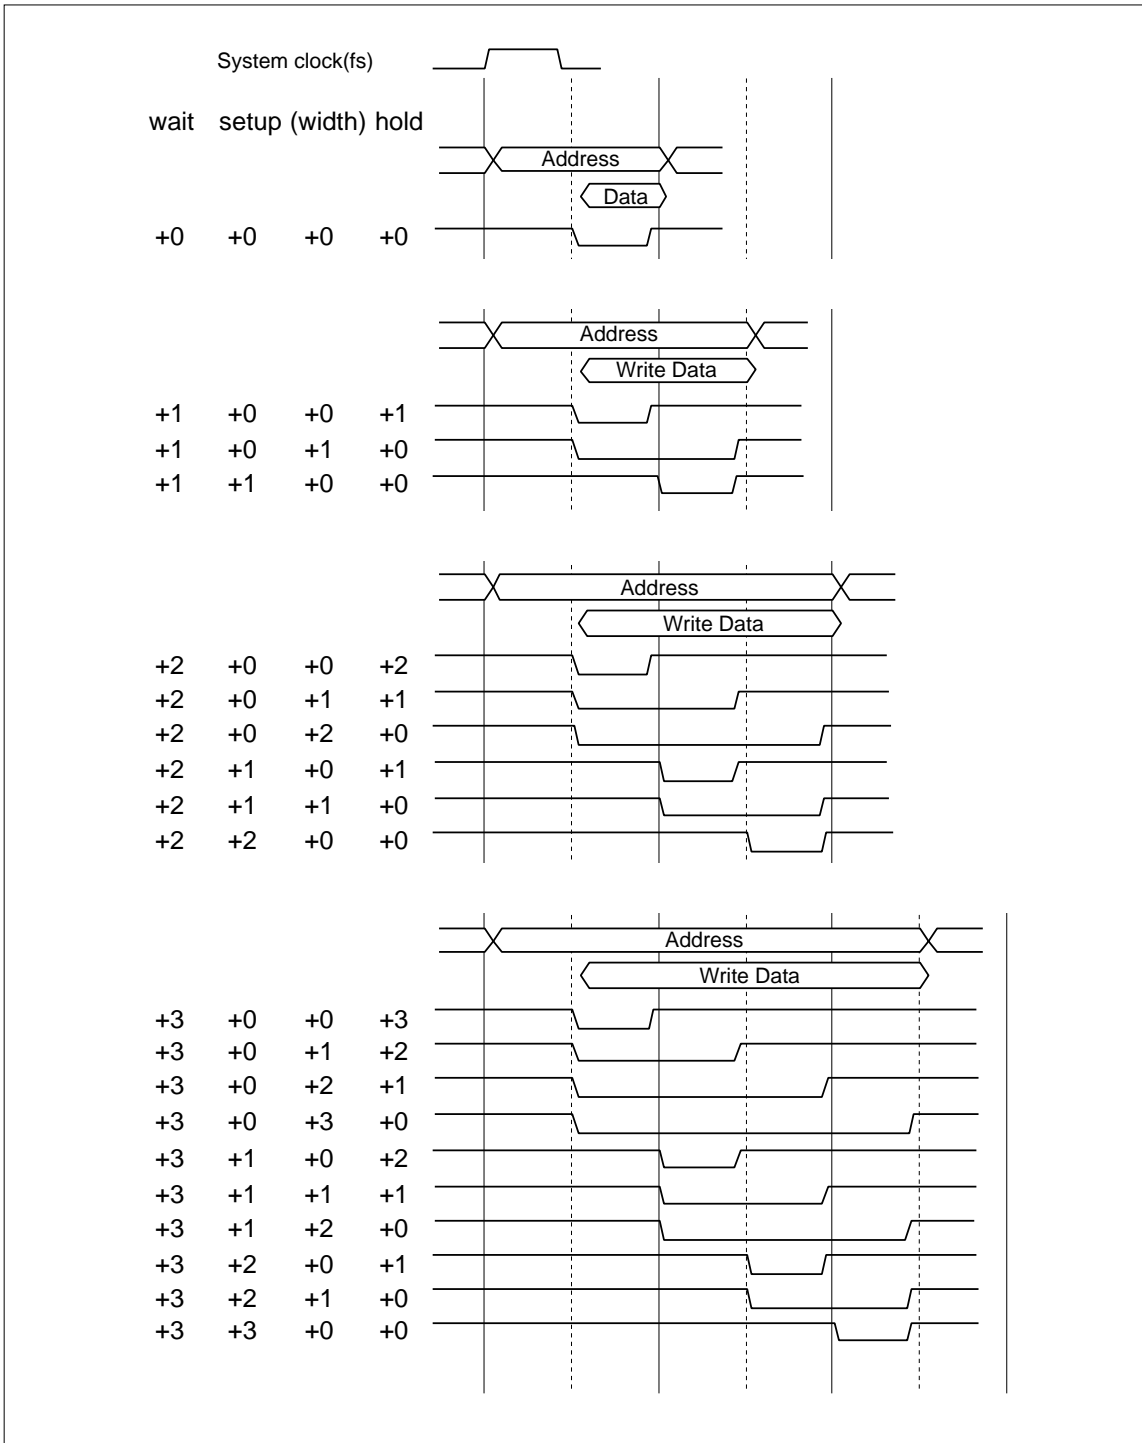 System clock(fs)
wait setup (width) hold
Address
Data
+0 +0 +0 +0
Address
Write Data
+1 +0 +0 +1
+1 +0 +1 +0
+1 +1 +0 +0
Address
Write Data
+2 +0 +0 +2
+2 +0 +1 +1
+2 +0 +2 +0
+2 +1 +0 +1
+2 +1 +1 +0
+2 +2 +0 +0
Address
Write Data
+3 +0 +0 +3
+3 +0 +1 +2
+3 +0 +2 +1
+3 +0 +3 +0
+3 +1 +0 +2
+3 +1 +1 +1
+3 +1 +2 +0
+3 +2 +0 +1
+3 +2 +1 +0
+3 +3 +0 +0